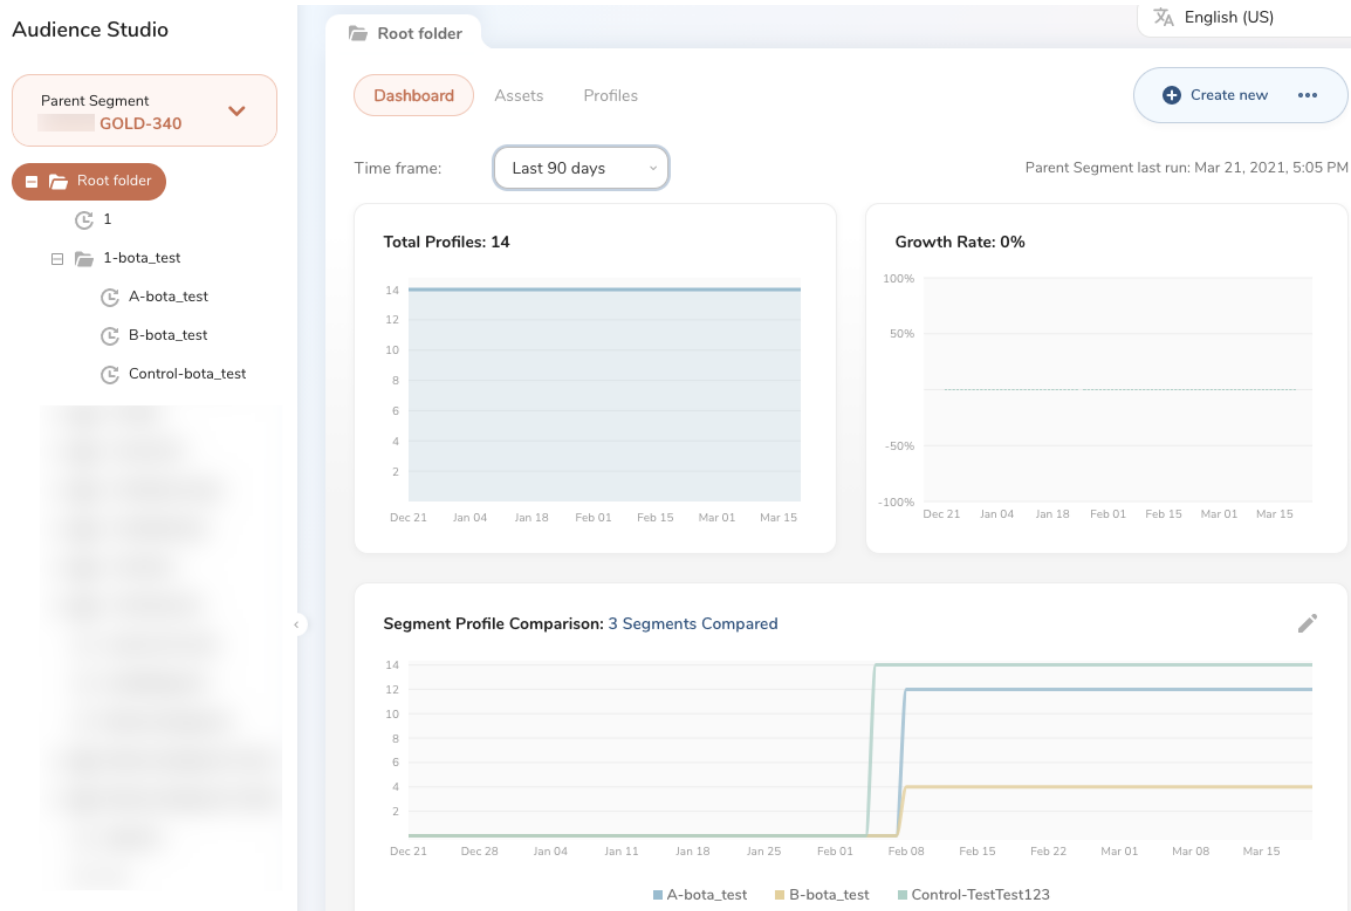 Audience Studio
Parent Segment
GOLD-340
Root folder
1
1-bota_test
A-bota_test
B-bota_test
Control-bota_test
Root folder
English (US)
Dashboard
Assets
Profiles
Create new
Time frame:
Last 90 days
Parent Segment last run: Mar 21, 2021, 5:05 PM
Total Profiles: 14
14
12
10
8
6
4
2
Dec 21 Jan 04 Jan 18 Feb 01 Feb 15 Mar 01 Mar 15
Growth Rate: 0%
100%
50%
-50%
-100%
Dec 21 Jan 04 Jan 18 Feb 01 Feb 15 Mar 01 Mar 15
Segment Profile Comparison: 3 Segments Compared
14
12
10
8
6
4
2
Dec 21 Dec 28 Jan 04 Jan 11 Jan 18 Jan 25 Feb 01 Feb 08 Feb 15 Feb 22 Mar 01 Mar 08 Mar 15
A-bota_test B-bota_test Control-TestTest123